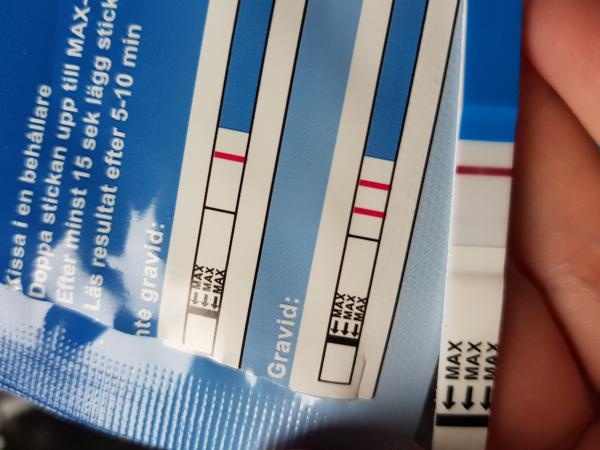 Kissa i en behållare
Doppa stickan upp till MAX-
Efter minst 15 sek lägg stick
Läs resultat efter 5-10 min
nte gravid:
MAX
MAX
MAX
Gravid:
MAX
MAX
MAX
MAX
MAX
MAX